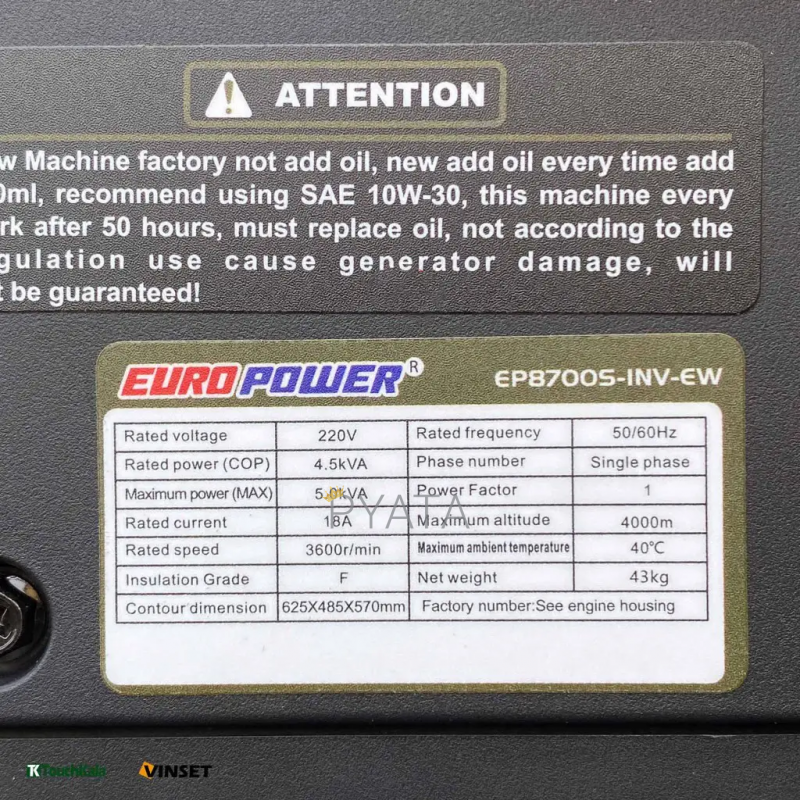 ATTENTION
Machine factory not add oil, new add oil every time add
recommend using SAE 10W-30, this machine every
after 50 hours, must replace oil, not according to the
use cause generator damage, will
be guaranteed!
EUROPOWER® EP8700S-INV-EW
Rated voltage 220V Rated frequency 50/60Hz
Rated power (COP) 4.5kVA Phase number Single phase
Maximum power (MAX) 5.0kVA Power Factor 1
PYATA
Rated current 18A Maximum altitude 4000m
Rated speed 3600r/min Maximum ambient temperature 40℃
Insulation Grade F Net weight 43kg
Contour dimension 625X485X570mm Factory number:See engine housing
VINSET